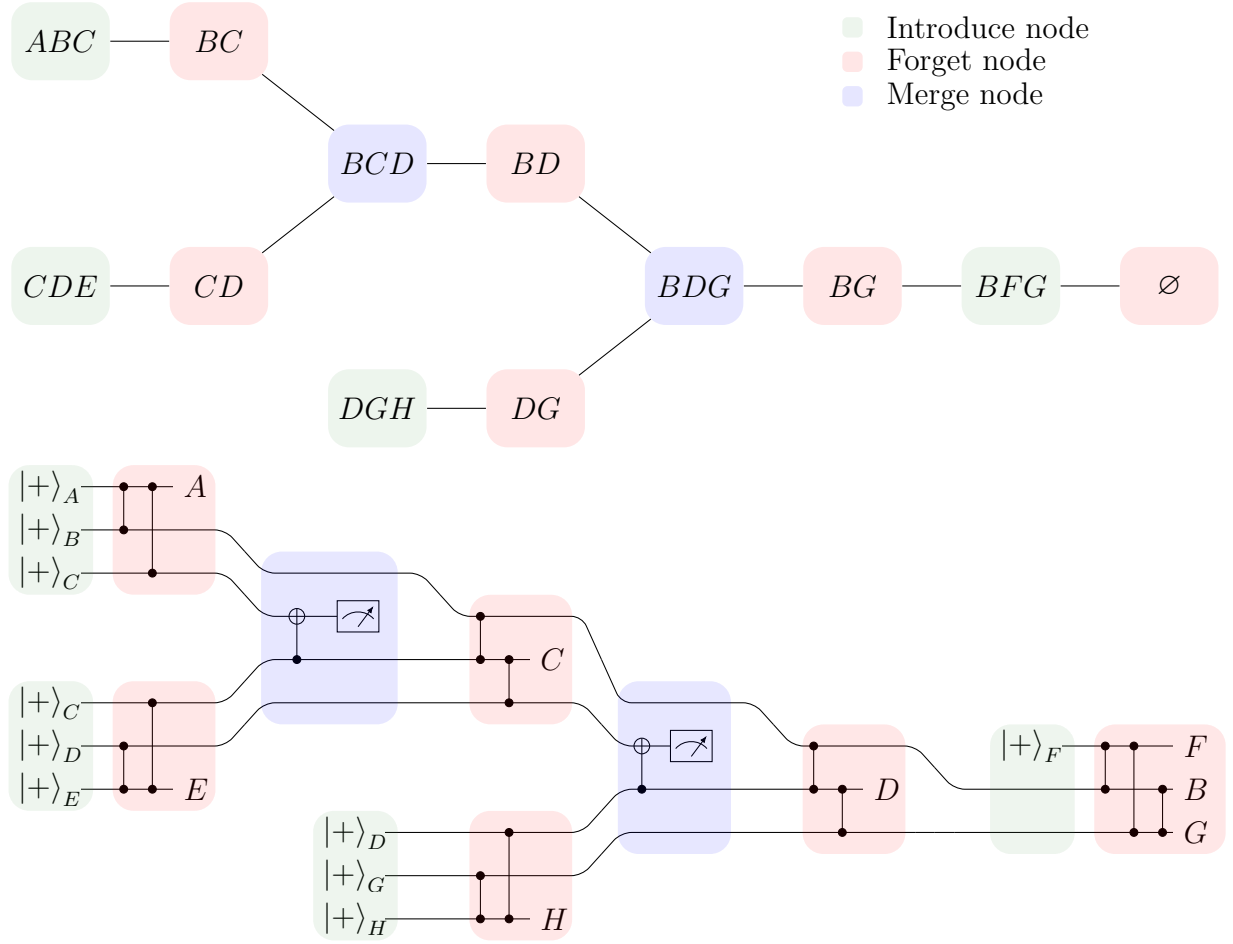 ABC BC
Introduce node
Forget node
Merge node
BCD BD
CDE CD BDG BG BFG ∅
DGH DG
|+⟩A A
|+⟩B
|+⟩C
C
|+⟩C
|+⟩D |+⟩F F
|+⟩E E D B
|+⟩D G
|+⟩G
|+⟩H H